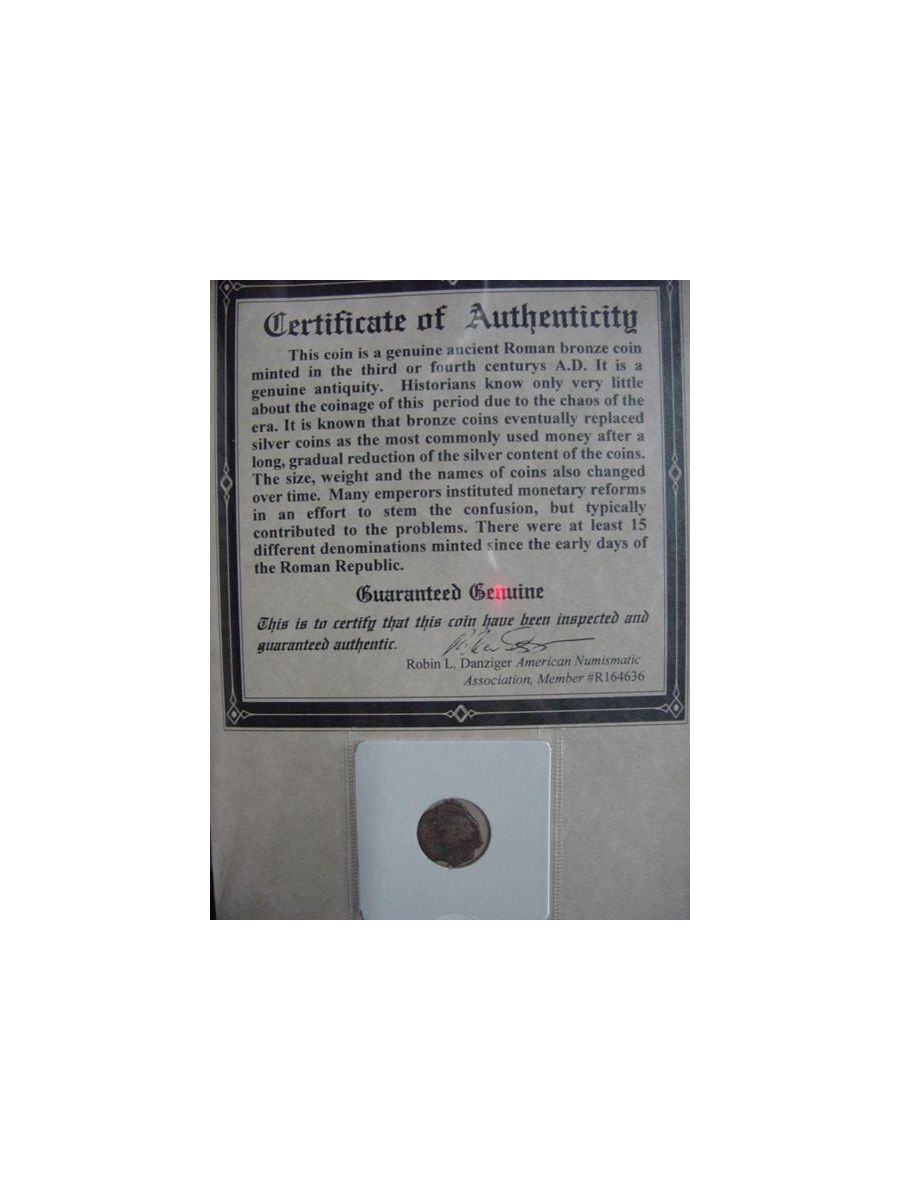 Certificate of Authenticity
This coin is a genuine ancient Roman bronze coin
minted in the third or fourth centurys A.D. It is a
genuine antiquity. Historians know only very little
about the coinage of this period due to the chaos of the
era. It is known that bronze coins eventually replaced
silver coins as the most commonly used money after a
long, gradual reduction of the silver content of the coins.
The size, weight and the names of coins also changed
over time. Many emperors instituted monetary reforms
in an effort to stem the confusion, but typically
contributed to the problems. There were at least 15
different denominations minted since the early days of
the Roman Republic.
Guaranteed Genuine
This is to certify that this coin have been inspected and
guaranteed authentic.
Robin L. Danziger American Numismatic
Association, Member #R164636